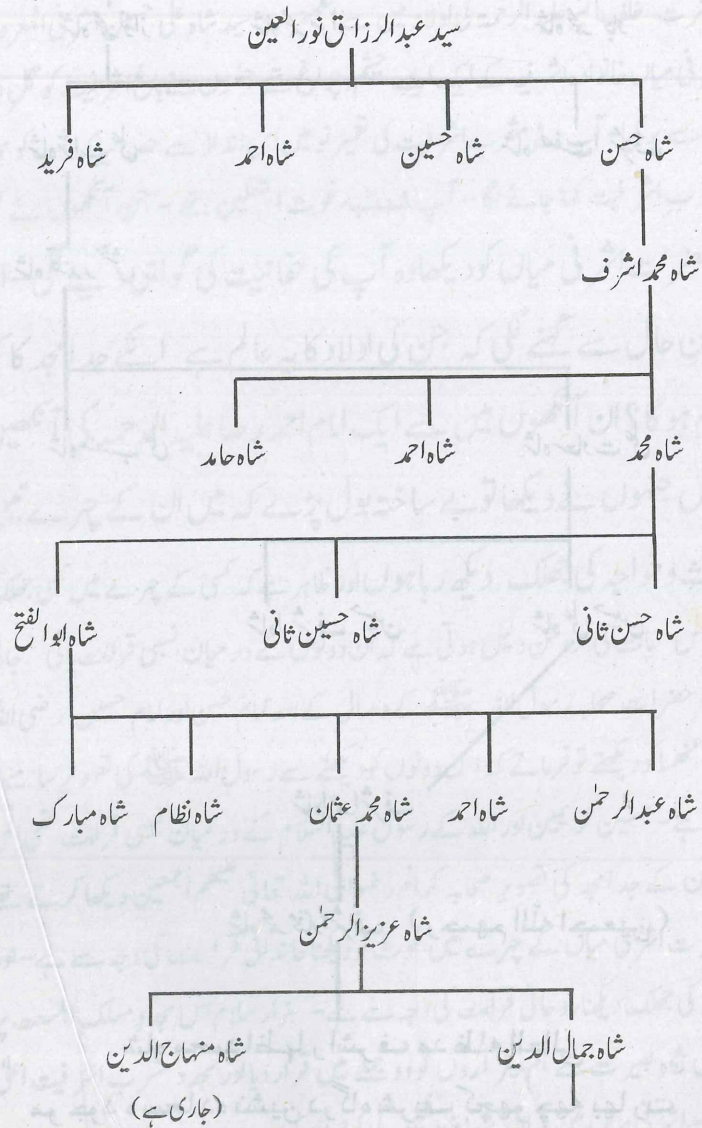 سید عبدالرزاق نورالعین
شاہ حسن شاہ حسین شاہ احمد شاہ فرید
شاہ محمد اشرف
شاہ محمد شاہ احمد شاہ حامد
شاہ حسن ثانی شاہ حسین ثانی شاہ ابوالفتح
شاہ عبدالرحمٰن شاہ احمد شاہ محمد عثمان شاہ نظام شاہ مبارک
شاہ عزیزالرحمٰن
شاہ جمال الدین شاہ منہاج الدین
(جاری ہے)